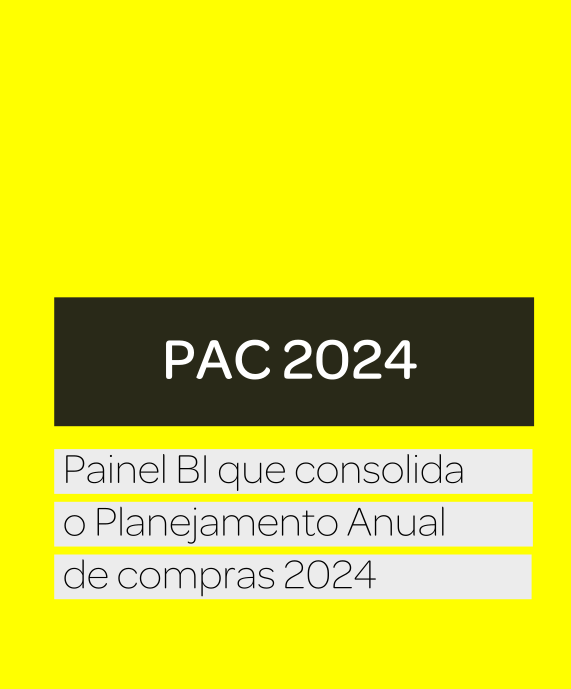 PAC 2024
Painel BI que consolida
o Planejamento Anual
de compras 2024